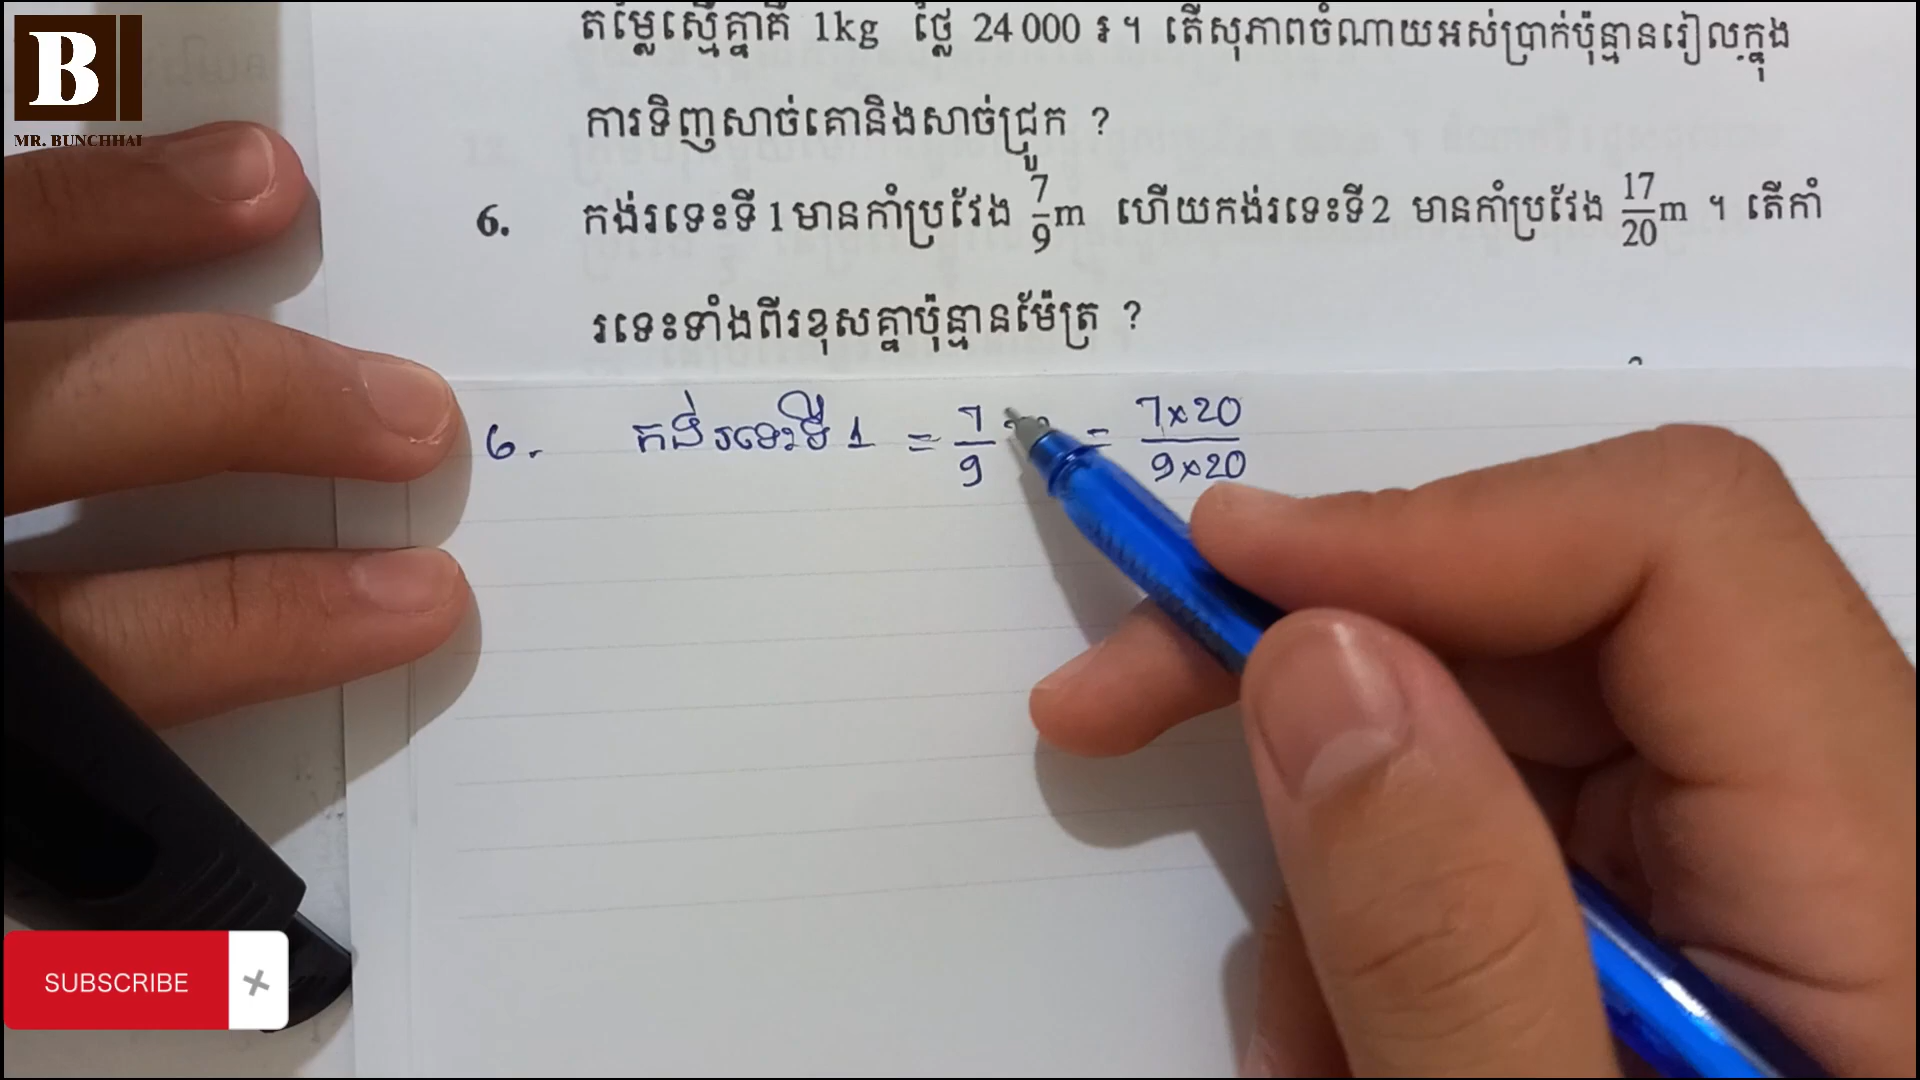 B
MR. BUNCHHAI
តម្លៃស្មើគ្នាគឺ 1kg ថ្លៃ 24 000 ៛ ។ តើសុភាពចំណាយអស់ប្រាក់ប៉ុន្មានរៀលក្នុង
ការទិញសាច់គោនិងសាច់ជ្រូក ?
6. កង់រទេះទី 1 មានកាំប្រវែង 7/9 m ហើយកង់រទេះទី 2 មានកាំប្រវែង 17/20 m ។ តើកាំ
រទេះទាំងពីរខុសគ្នាប៉ុន្មានម៉ែត្រ ?
6. កង់រទេះទី 1 = 7/9 = 7×20/9×20
SUBSCRIBE